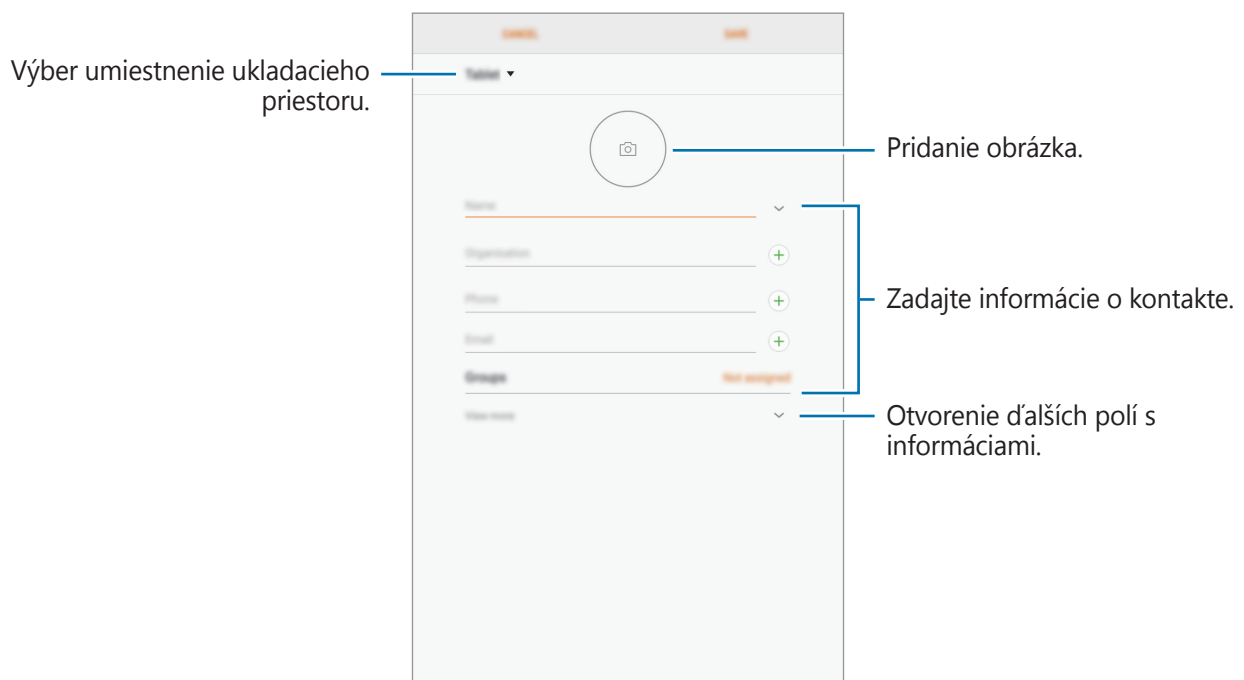 CANCEL
SAVE
Výber umiestnenie ukladacieho
priestoru.
Tablet
Pridanie obrázka.
Name
Organisation
Phone
Zadajte informácie o kontakte.
Email
Groups
Not assigned
View more
Otvorenie ďalších polí s
informáciami.